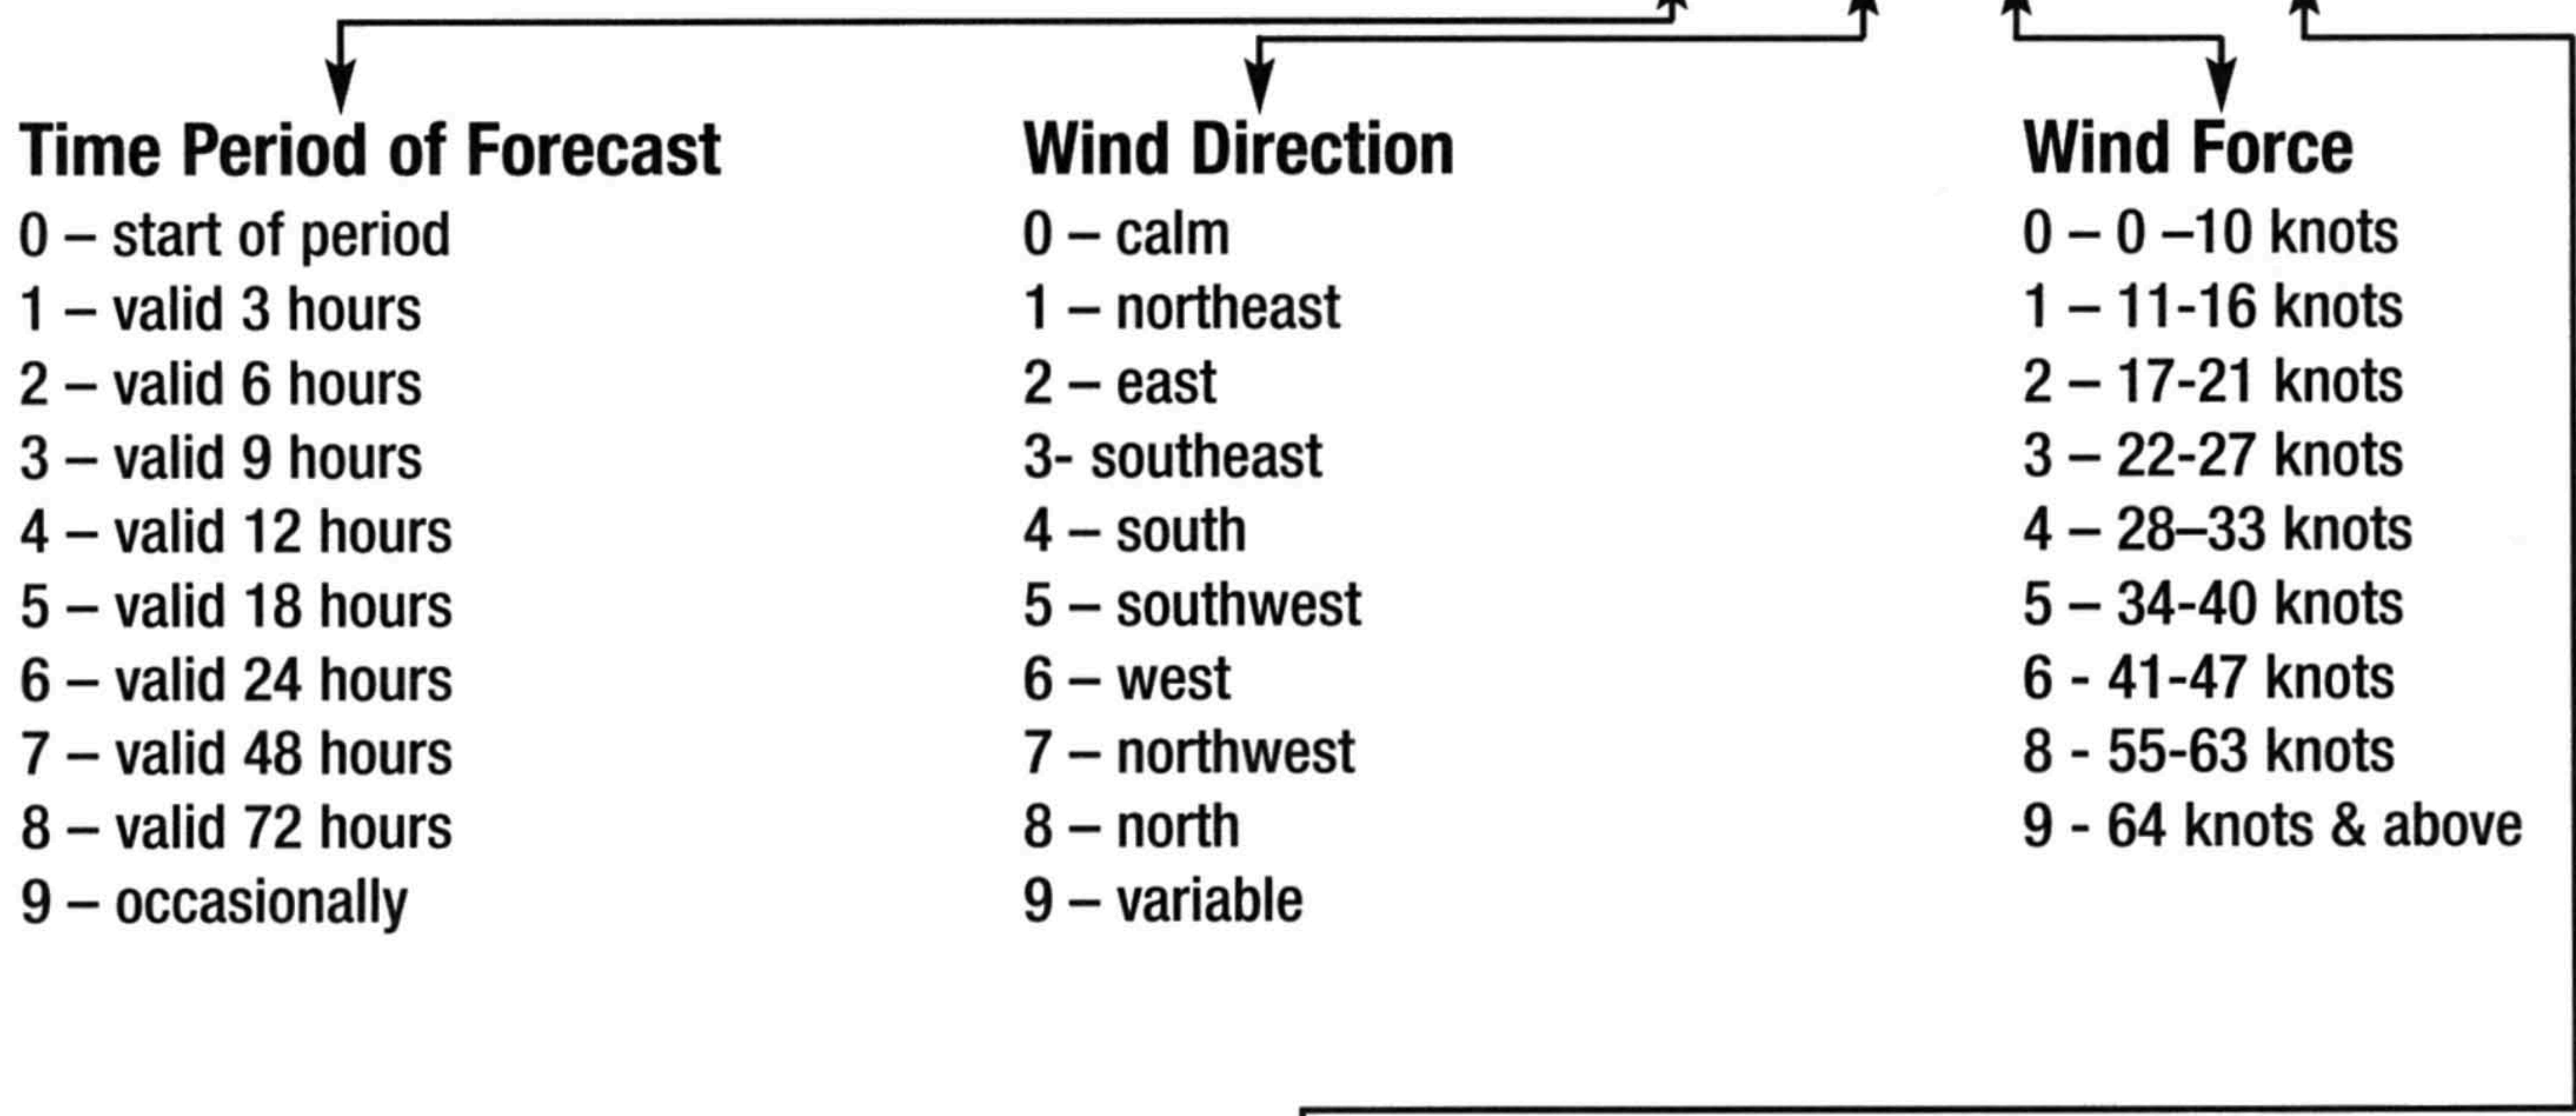 Time Period of Forecast
0 – start of period
1 – valid 3 hours
2 – valid 6 hours
3 – valid 9 hours
4 – valid 12 hours
5 – valid 18 hours
6 – valid 24 hours
7 – valid 48 hours
8 – valid 72 hours
9 – occasionally
Wind Direction
0 – calm
1 – northeast
2 – east
3- southeast
4 – south
5 – southwest
6 – west
7 – northwest
8 – north
9 – variable
Wind Force
0 – 0 –10 knots
1 – 11-16 knots
2 – 17-21 knots
3 – 22-27 knots
4 – 28–33 knots
5 – 34-40 knots
6 - 41-47 knots
8 - 55-63 knots
9 - 64 knots & above